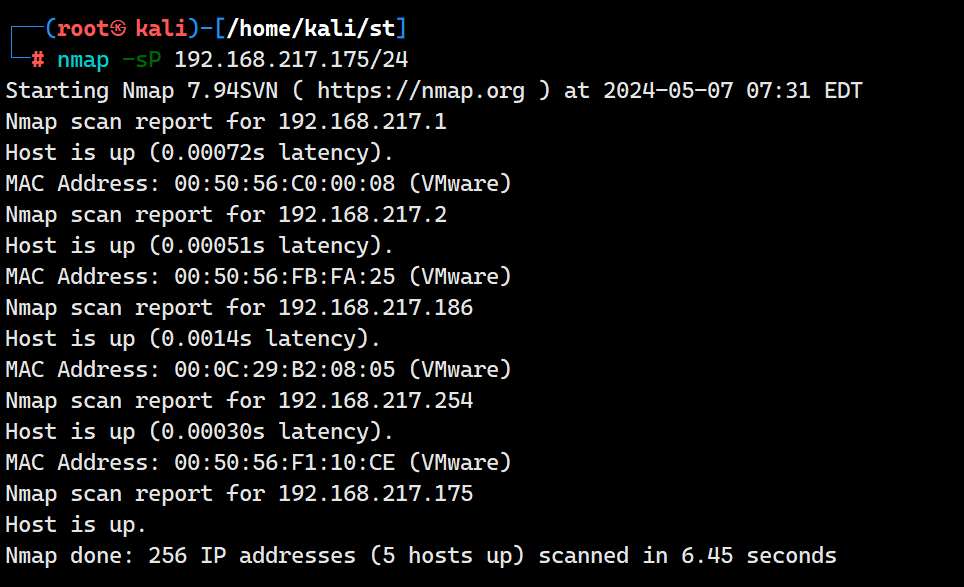 ┌──(root㉿kali)-[/home/kali/st]
└─# nmap -sP 192.168.217.175/24
Starting Nmap 7.94SVN ( https://nmap.org ) at 2024-05-07 07:31 EDT
Nmap scan report for 192.168.217.1
Host is up (0.00072s latency).
MAC Address: 00:50:56:C0:00:08 (VMware)
Nmap scan report for 192.168.217.2
Host is up (0.00051s latency).
MAC Address: 00:50:56:FB:FA:25 (VMware)
Nmap scan report for 192.168.217.186
Host is up (0.0014s latency).
MAC Address: 00:0C:29:B2:08:05 (VMware)
Nmap scan report for 192.168.217.254
Host is up (0.00030s latency).
MAC Address: 00:50:56:F1:10:CE (VMware)
Nmap scan report for 192.168.217.175
Host is up.
Nmap done: 256 IP addresses (5 hosts up) scanned in 6.45 seconds